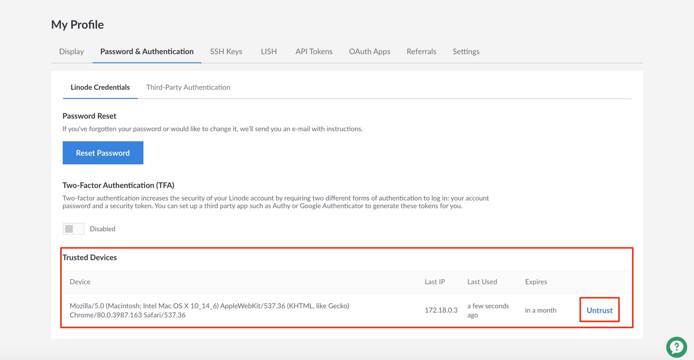 My Profile
Display Password & Authentication SSH Keys LISH API Tokens OAuth Apps Referrals Settings
Linode Credentials Third-Party Authentication
Password Reset
If you've forgotten your password or would like to change it, we'll send you an e-mail with instructions.
Reset Password
Two-Factor Authentication (TFA)
Two-factor authentication increases the security of your Linode account by requiring two different forms of authentication to log in: your account
password and a security token. You can set up a third party app such as Authy or Google Authenticator to generate these tokens for you.
Disabled
Trusted Devices
Device Last IP Last Used Expires
Mozilla/5.0 (Macintosh; Intel Mac OS X 10_14_6) AppleWebKit/537.36 (KHTML, like Gecko)
Chrome/80.0.3987.163 Safari/537.36
172.18.0.3
a few seconds
ago
in a month
Untrust
?